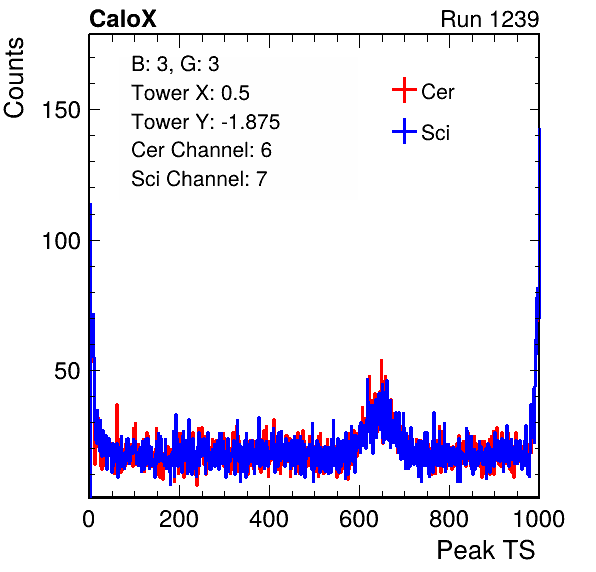 CaloX Run 1239
Counts
B: 3, G: 3
Tower X: 0.5
Tower Y: -1.875
Cer Channel: 6
Sci Channel: 7
Cer
Sci
150
100
50
0 200 400 600 800 1000
Peak TS